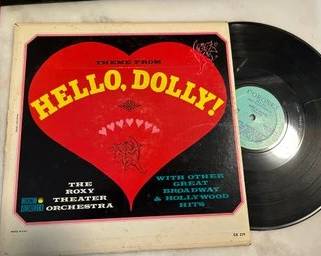 THEME FROM
HELLO, DOLLY!
THE
ROXY
THEATER
ORCHESTRA
WITH OTHER
GREAT
BROADWAY
& HOLLYWOOD
HITS